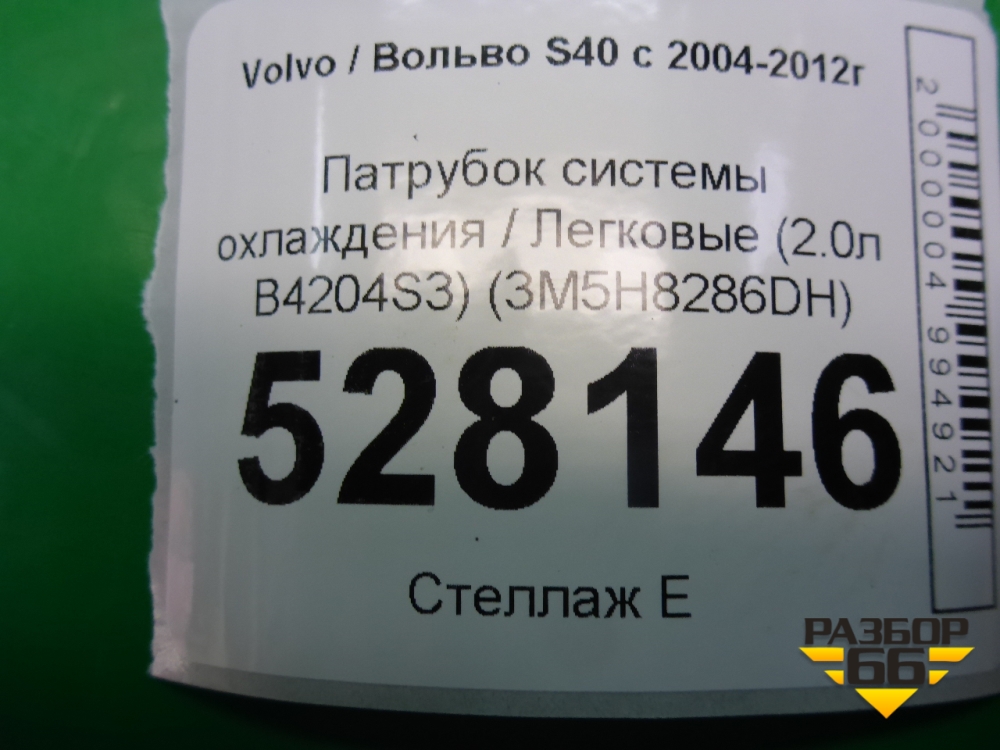 Volvo / Вольво S40 с 2004-2012г
Патрубок системы
охлаждения / Легковые (2.0л
B4204S3) (3M5H8286DH)
528146
Стеллаж Е
2000004994921
РАЗБОР
66